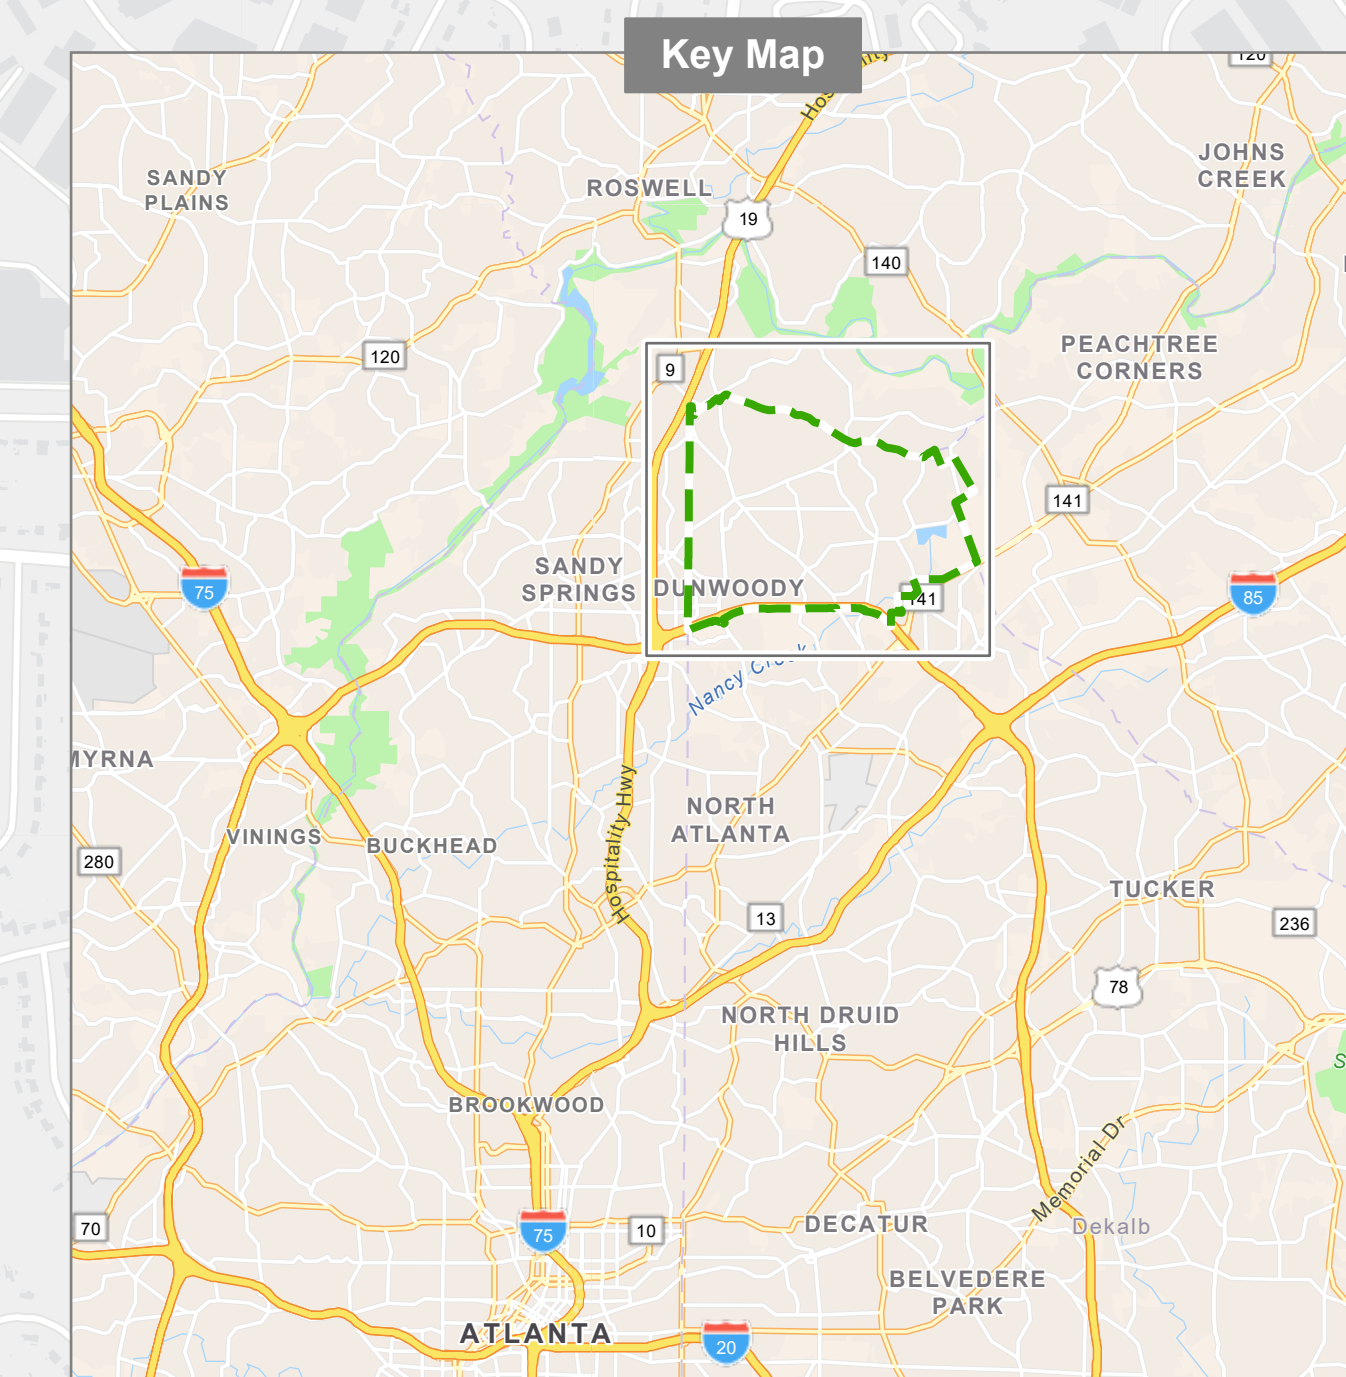 Key Map
120
Hospitality
JOHNS
CREEK
SANDY
PLAINS
ROSWELL
19
140
120
9
PEACHTREE
CORNERS
141
75
SANDY
SPRINGS
DUNWOODY
141
85
Nancy Creek
MYRNA
Hospitality Hwy
NORTH
ATLANTA
VININGS
BUCKHEAD
280
TUCKER
13
236
78
NORTH DRUID
HILLS
S
BROOKWOOD
Memorial Dr
70
75
10
DECATUR
Dekalb
BELVEDERE
PARK
ATLANTA
20